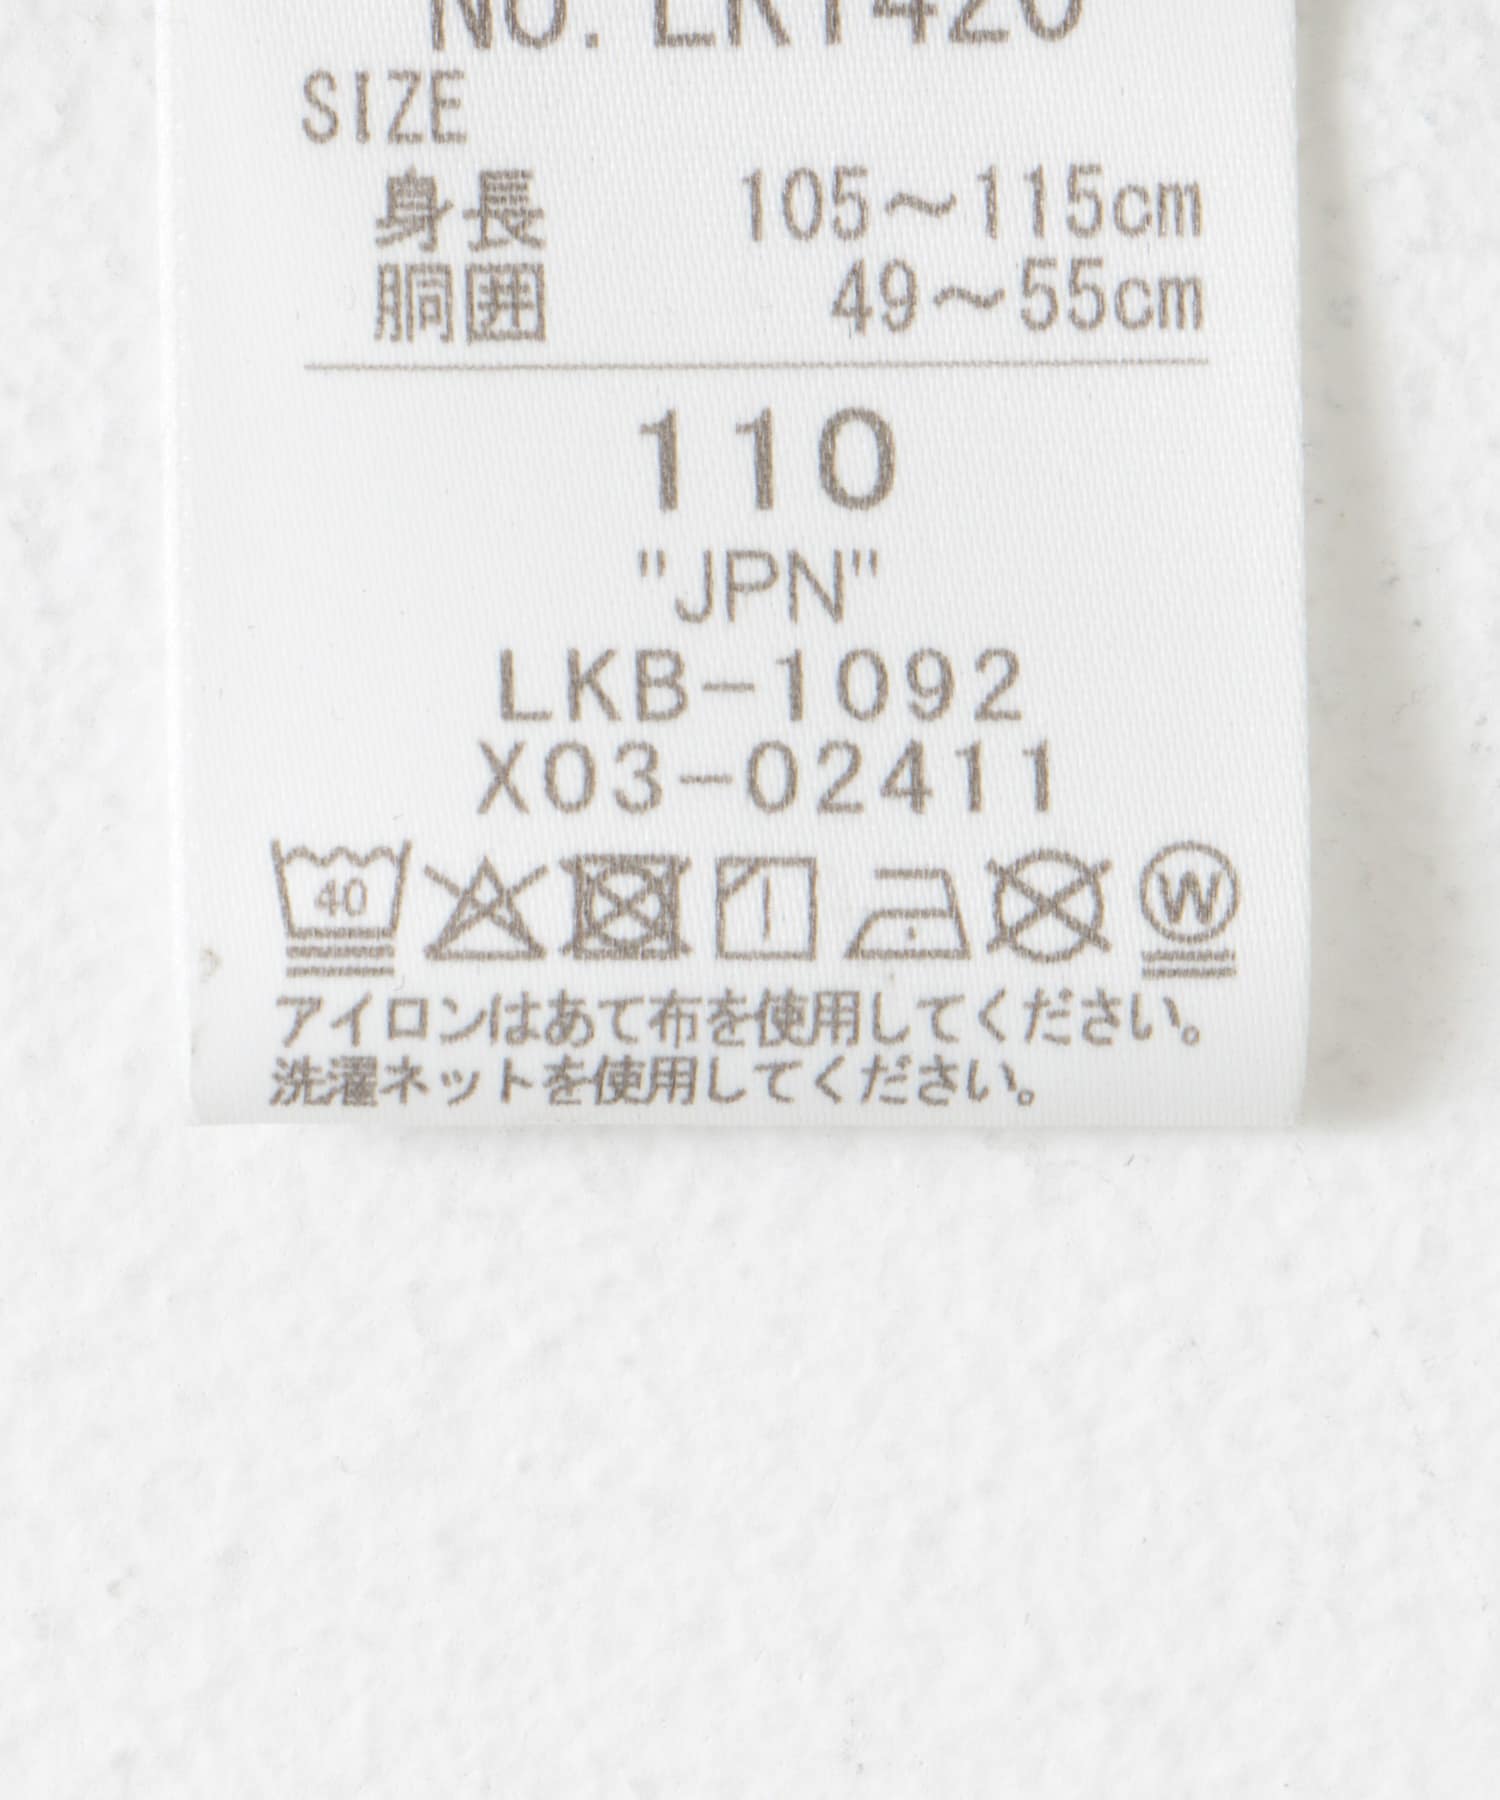 NO. LK1420
SIZE
身長 105～115cm
胴囲 49～55cm
110
"JPN"
LKB-1092
X03-02411
40 W
アイロンはあて布を使用してください。
洗濯ネットを使用してください。